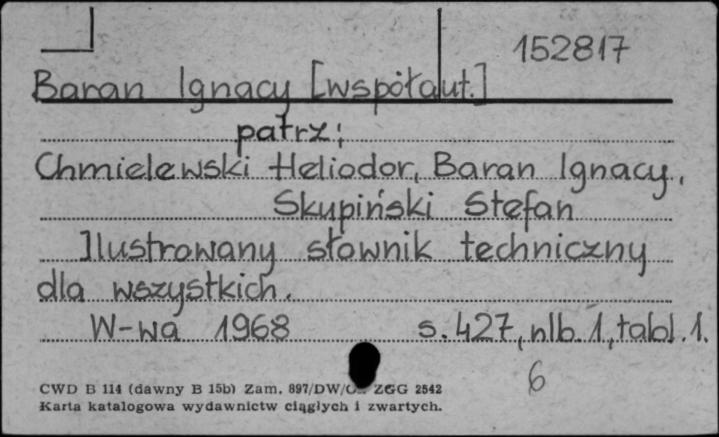 152817
Baran Ignacy [współaut.]
patrz:
Chmielewski Heliodor, Baran Ignacy,
Skupiński Stefan
Ilustrowany słownik techniczny
dla wszystkich.
W-wa 1968 s. 427, nlb. 1, tabl. 1.
6
CWD B 114 (dawny B 15b) Zam. 897/DW/ ZGG 2542
Karta katalogowa wydawnictw ciągłych i zwartych.